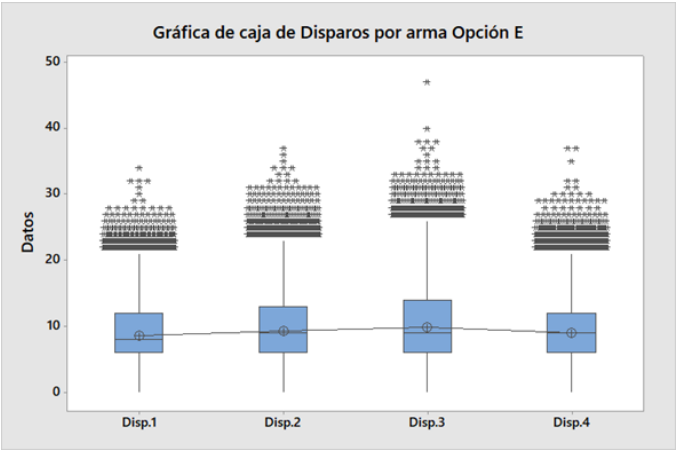 Gráfica de caja de Disparos por arma Opción E
50
40
30
20
10
0
Datos
Disp.1 Disp.2 Disp.3 Disp.4